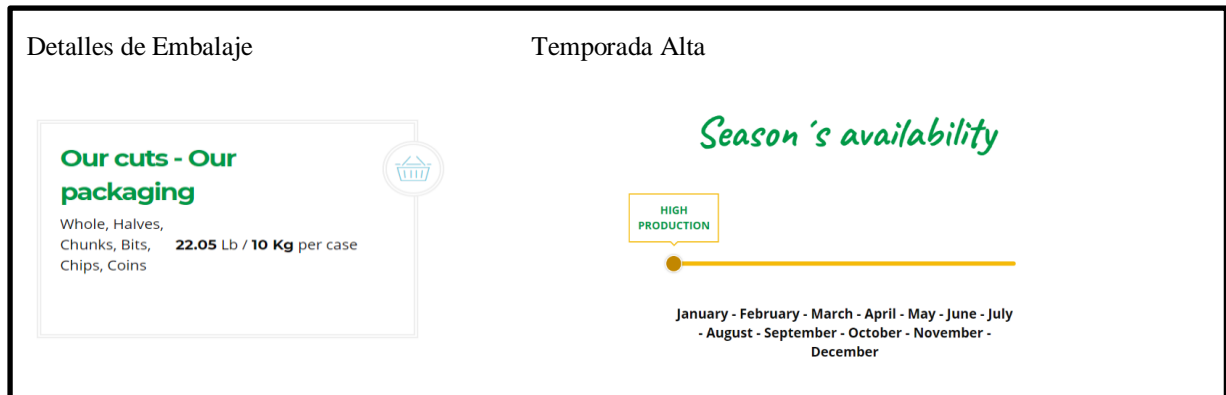 Detalles de Embalaje
Temporada Alta
Our cuts - Our
packaging
Whole, Halves,
Chunks, Bits,
Chips, Coins
22.05 Lb / 10 Kg per case
Season ´s availability
HIGH
PRODUCTION
January - February - March - April - May - June - July
- August - September - October - November -
December